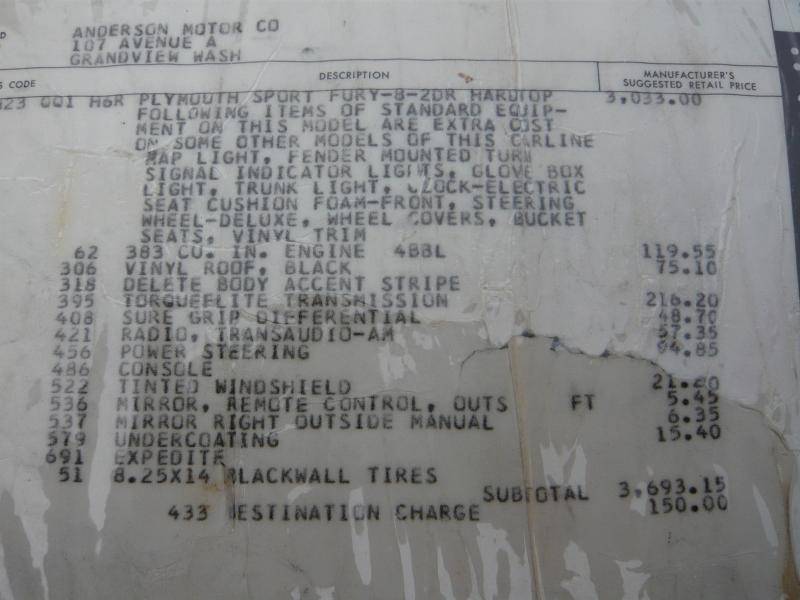 ANDERSON MOTOR CO
107 AVENUE A
GRANDVIEW WASH
CODE DESCRIPTION MANUFACTURER'S
SUGGESTED RETAIL PRICE
H23 001 H6R PLYMOUTH SPORT FURY-8-2DR HARDTOP 3,033.00
FOLLOWING ITEMS OF STANDARD EQUIP-
MENT ON THIS MODEL ARE EXTRA COST
ON SOME OTHER MODELS OF THIS CARLINE
MAP LIGHT, FENDER MOUNTED TURN
SIGNAL INDICATOR LIGHTS, GLOVE BOX
LIGHT, TRUNK LIGHT, CLOCK-ELECTRIC
SEAT CUSHION FOAM-FRONT, STEERING
WHEEL-DELUXE, WHEEL COVERS, BUCKET
SEATS, VINYL TRIM
62 383 CU. IN. ENGINE 4BBL 119.55
306 VINYL ROOF, BLACK 75.10
318 DELETE BODY ACCENT STRIPE
395 TORQUEFLITE TRANSMISSION 216.20
408 SURE GRIP DIFFERENTIAL 48.70
421 RADIO, TRANSAUDIO-AM 57.35
456 POWER STEERING 94.85
486 CONSOLE
522 TINTED WINDSHIELD 21.20
536 MIRROR, REMOTE CONTROL, OUTS FT 5.45
537 MIRROR RIGHT OUTSIDE MANUAL 6.35
579 UNDERCOATING 15.40
691 EXPEDITE
51 8.25X14 BLACKWALL TIRES
SUBTOTAL 3,693.15
433 DESTINATION CHARGE 150.00